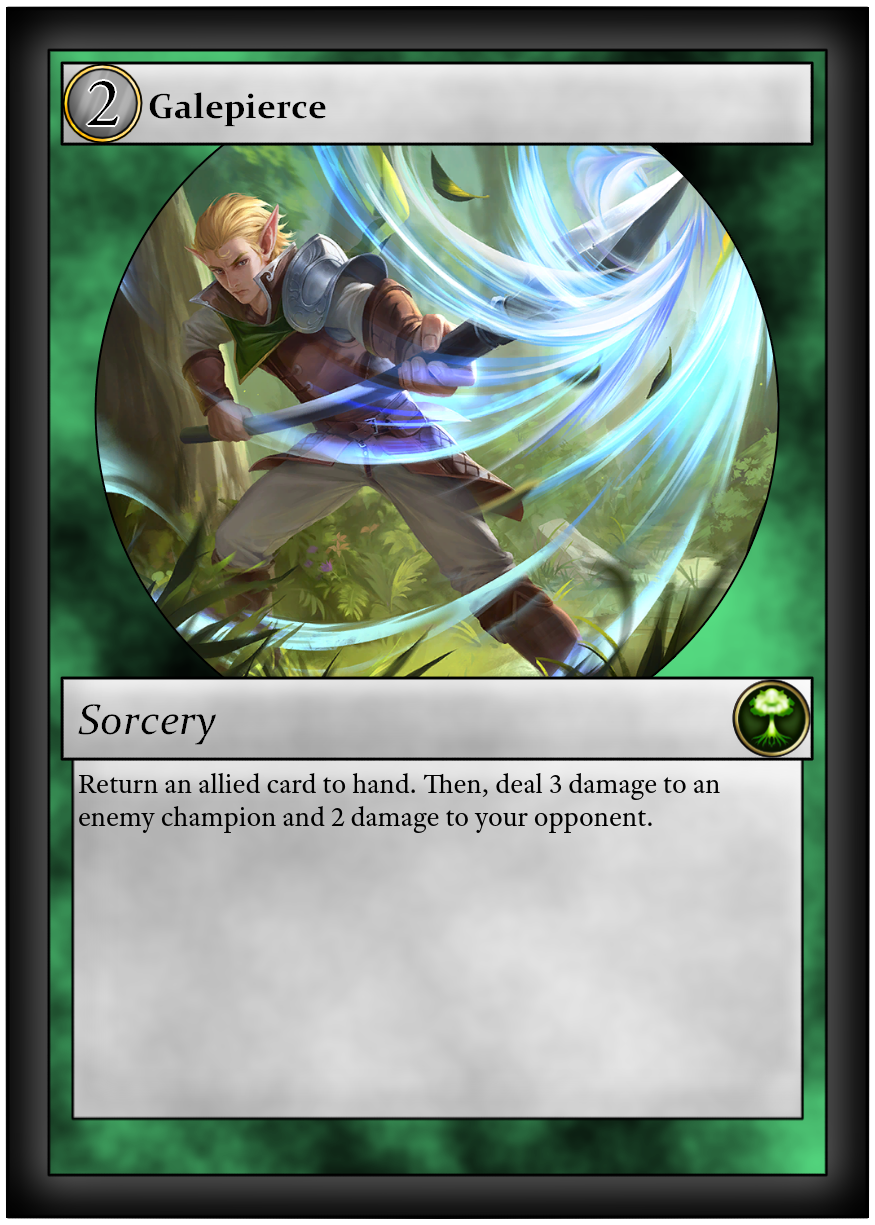 2 Galepierce
Sorcery
Return an allied card to hand. Then, deal 3 damage to an
enemy champion and 2 damage to your opponent.